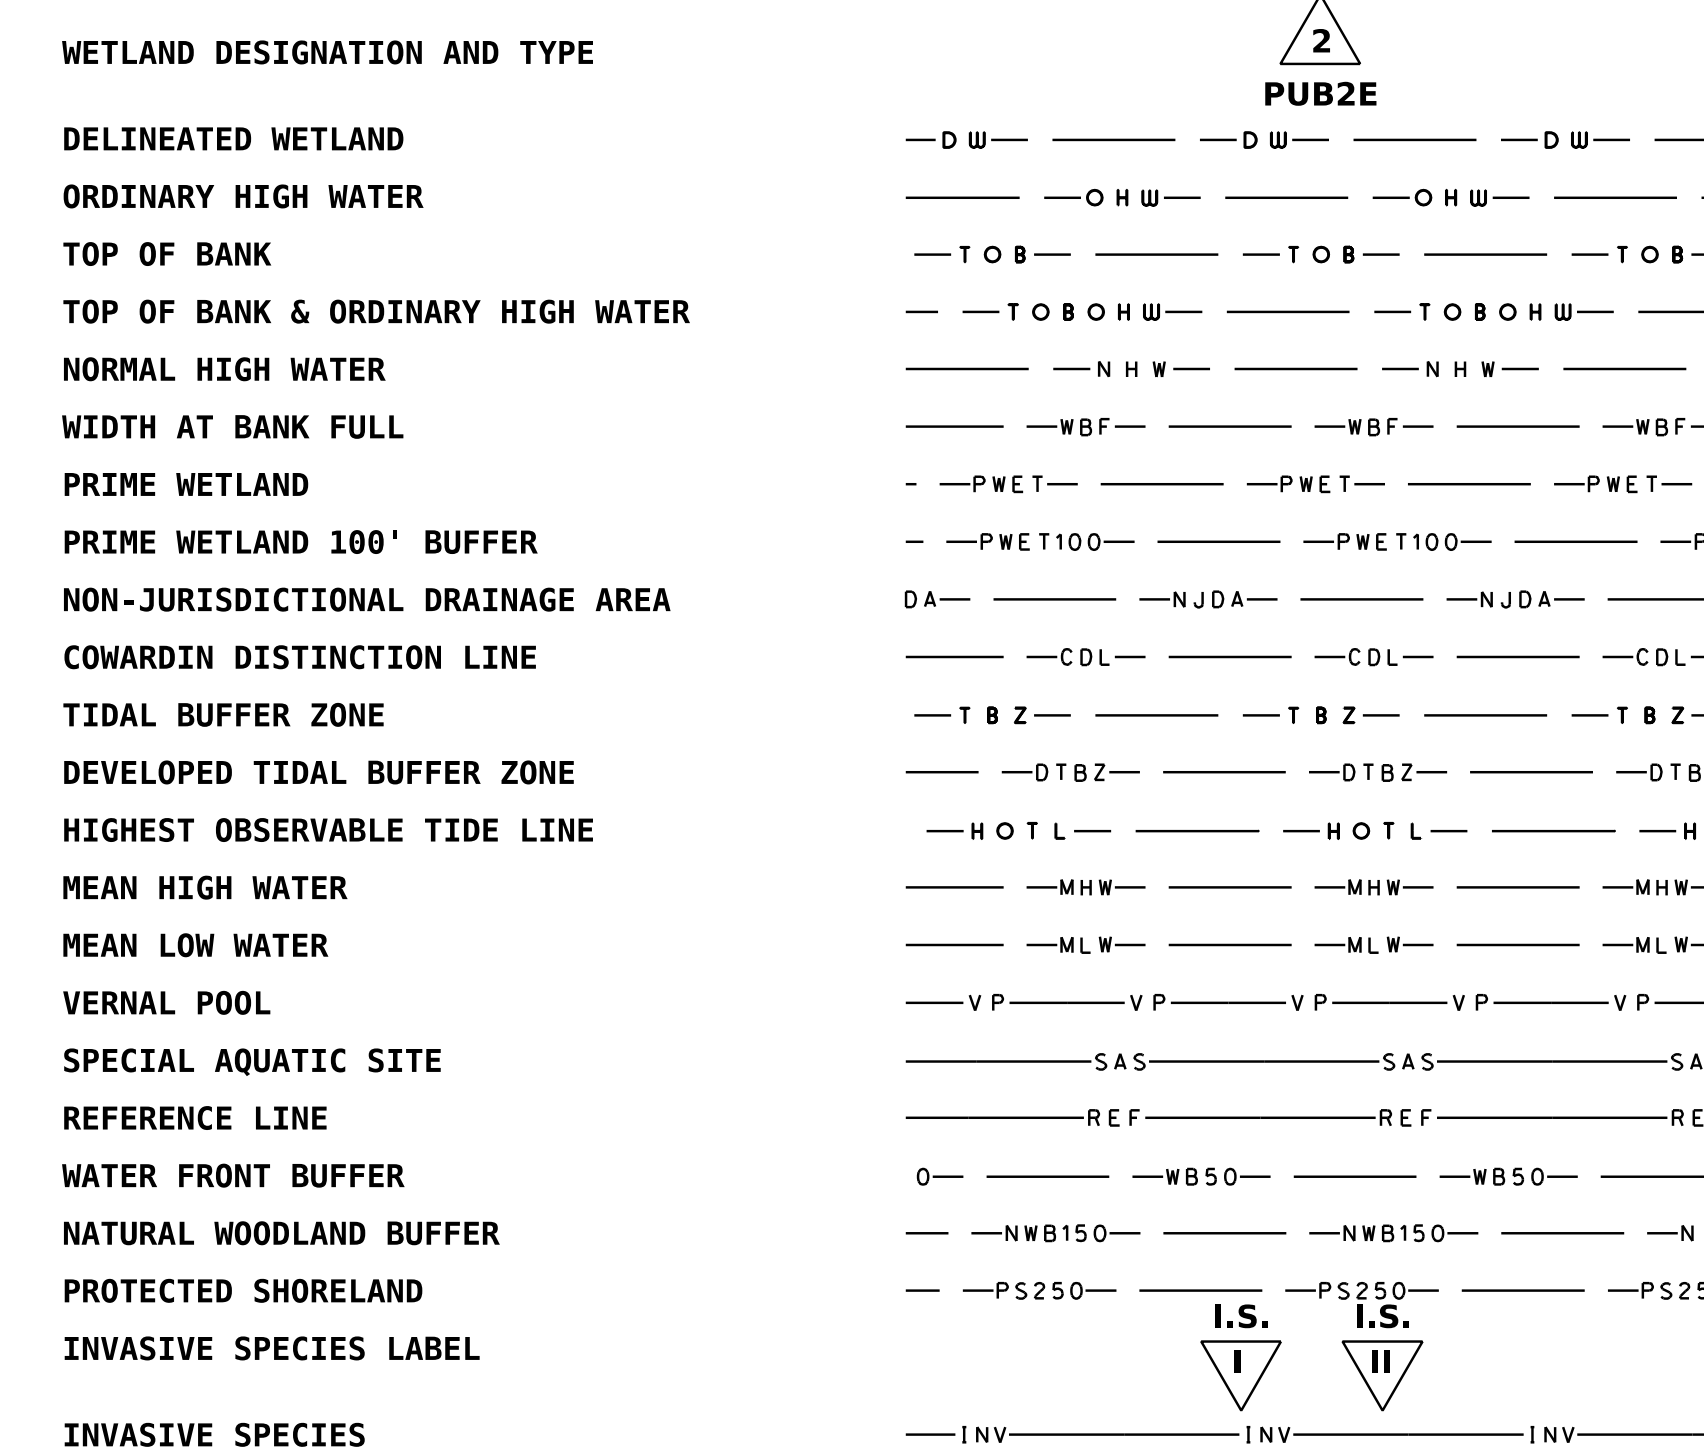 WETLAND DESIGNATION AND TYPE 2
PUB2E
DELINEATED WETLAND DW DW DW
ORDINARY HIGH WATER OHW OHW
TOP OF BANK TOB TOB TOB
TOP OF BANK & ORDINARY HIGH WATER TOBOHW TOBOHW
NORMAL HIGH WATER NHW NHW
WIDTH AT BANK FULL WBF WBF WBF
PRIME WETLAND PWET PWET PWET
PRIME WETLAND 100' BUFFER PWET100 PWET100 P
NON-JURISDICTIONAL DRAINAGE AREA DA NJDA NJDA
COWARDIN DISTINCTION LINE CDL CDL CDL
TIDAL BUFFER ZONE TBZ TBZ TBZ
DEVELOPED TIDAL BUFFER ZONE DTBZ DTBZ DTB
HIGHEST OBSERVABLE TIDE LINE HOTL HOTL H
MEAN HIGH WATER MHW MHW MHW
MEAN LOW WATER MLW MLW MLW
VERNAL POOL VP VP VP VP VP
SPECIAL AQUATIC SITE SAS SAS SA
REFERENCE LINE REF REF RE
WATER FRONT BUFFER 0 WB50 WB50
NATURAL WOODLAND BUFFER NWB150 NWB150 N
PROTECTED SHORELAND PS250 PS250 PS25
I.S. I.S.
INVASIVE SPECIES LABEL I II
INVASIVE SPECIES INV INV INV